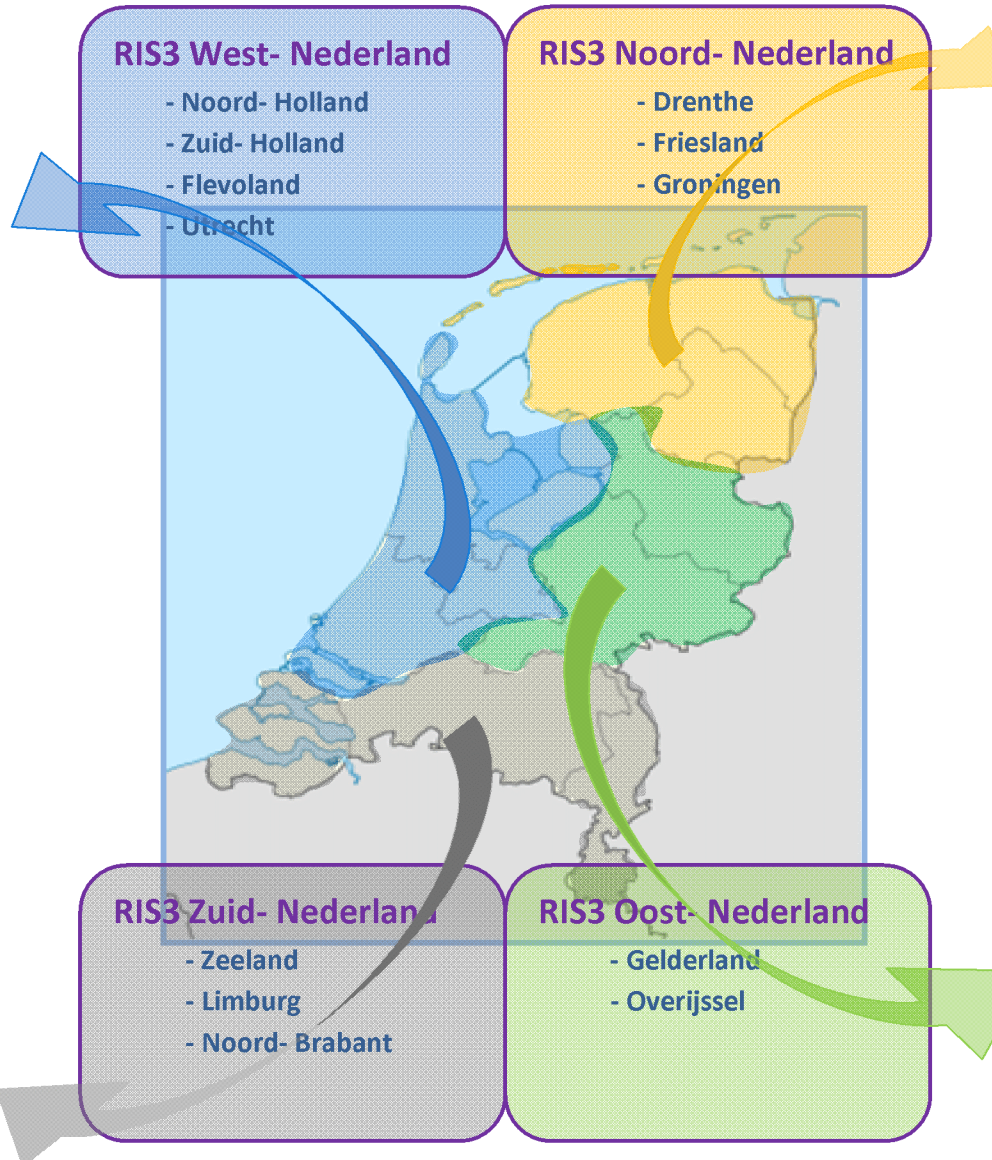 RIS3 West- Nederland
- Noord- Holland
- Zuid- Holland
- Flevoland
- Utrecht
RIS3 Noord- Nederland
- Drenthe
- Friesland
- Groningen
RIS3 Zuid- Nederland
- Zeeland
- Limburg
- Noord- Brabant
RIS3 Oost- Nederland
- Gelderland
- Overijssel